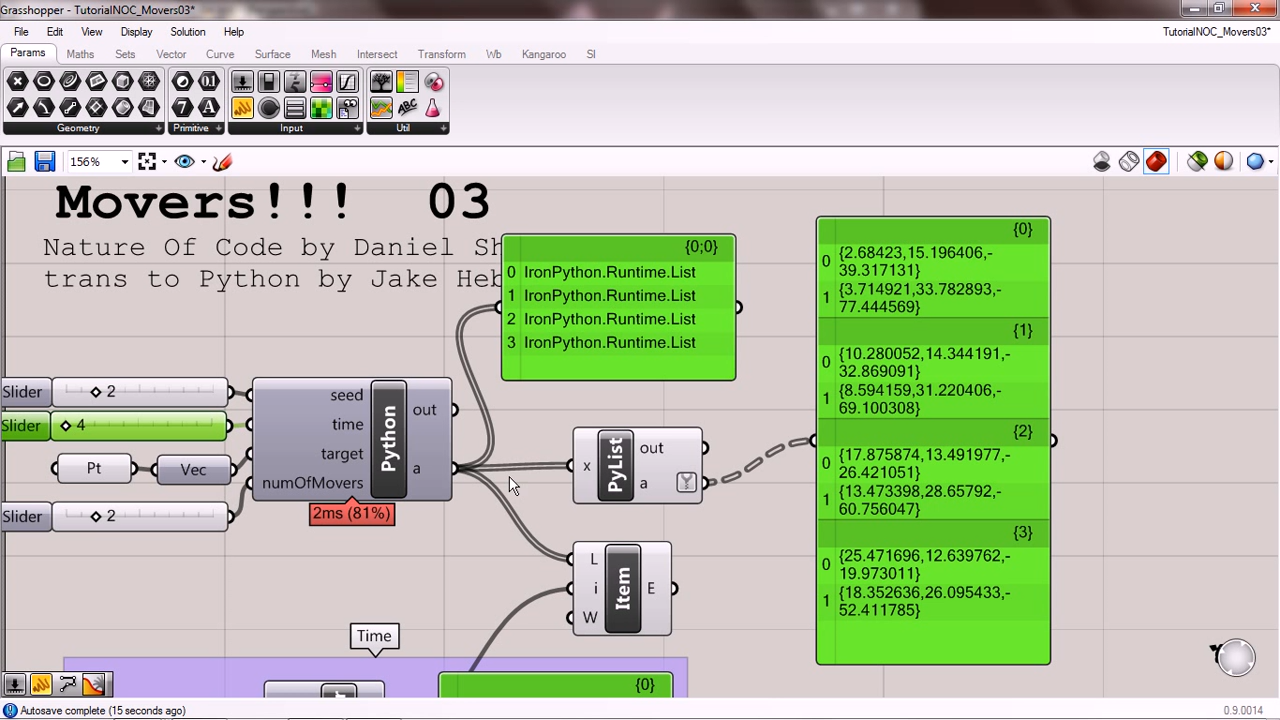 Grasshopper - TutorialNOC_Movers03*
File Edit View Display Solution Help
TutorialNOC_Movers03*
Params Maths Sets Vector Curve Surface Mesh Intersect Transform Wb Kangaroo SI
Geometry Primitive Input Util
156%
Movers!!! 03
Nature Of Code by Daniel Sh
trans to Python by Jake Heb
{0;0}
0 IronPython.Runtime.List
1 IronPython.Runtime.List
2 IronPython.Runtime.List
3 IronPython.Runtime.List
Slider 2
Slider 4
Pt
Vec
Slider 2
seed
time
target
numOfMovers
Python
out
a
2ms (81%)
x
PyList
out
a
L
i
W
Item
E
{0}
0 {2.68423,15.196406,-
39.317131}
1 {3.714921,33.782893,-
77.444569}
{1}
0 {10.280052,14.344191,-
32.869091}
1 {8.594159,31.220406,-
69.100308}
{2}
0 {17.875874,13.491977,-
26.421051}
1 {13.473398,28.65792,-
60.756047}
{3}
0 {25.471696,12.639762,-
19.973011}
1 {18.352636,26.095433,-
52.411785}
Time
{0}
Autosave complete (15 seconds ago)
0.9.0014